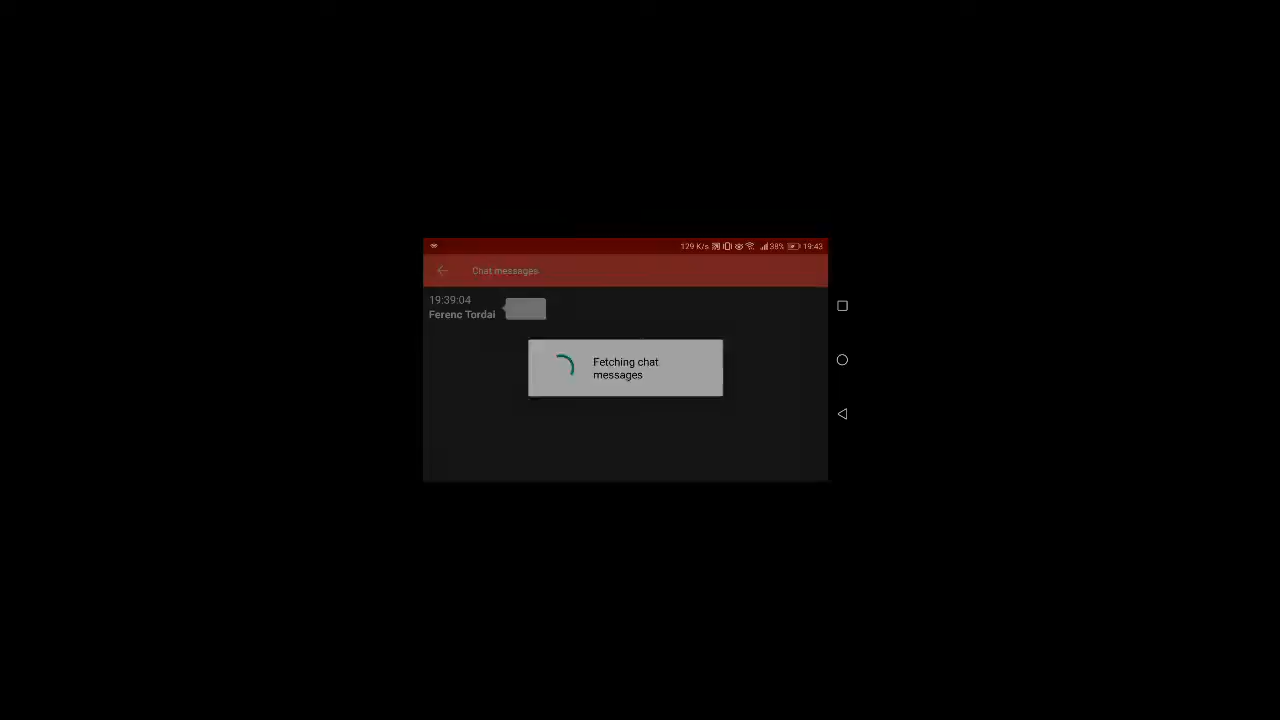 129 K/s 38% 19:43
Chat messages
19:39:04
Ferenc Tordai
Fetching chat
messages